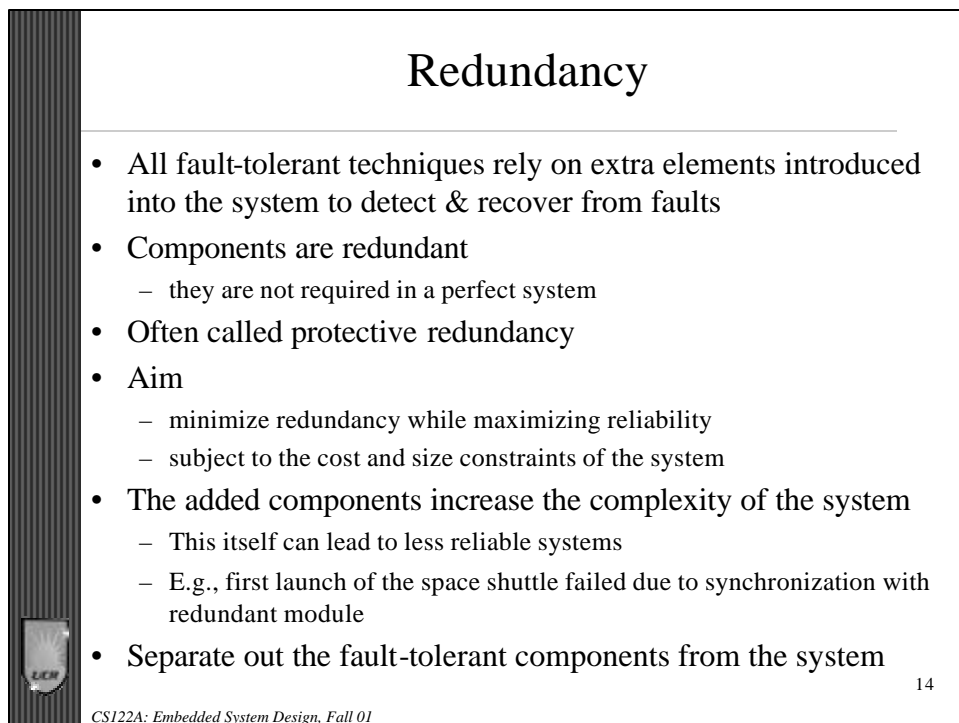 Redundancy
• All fault-tolerant techniques rely on extra elements introduced
into the system to detect & recover from faults
• Components are redundant
– they are not required in a perfect system
• Often called protective redundancy
• Aim
– minimize redundancy while maximizing reliability
– subject to the cost and size constraints of the system
• The added components increase the complexity of the system
– This itself can lead to less reliable systems
– E.g., first launch of the space shuttle failed due to synchronization with
redundant module
• Separate out the fault-tolerant components from the system
UCR
14
CS122A: Embedded System Design, Fall 01